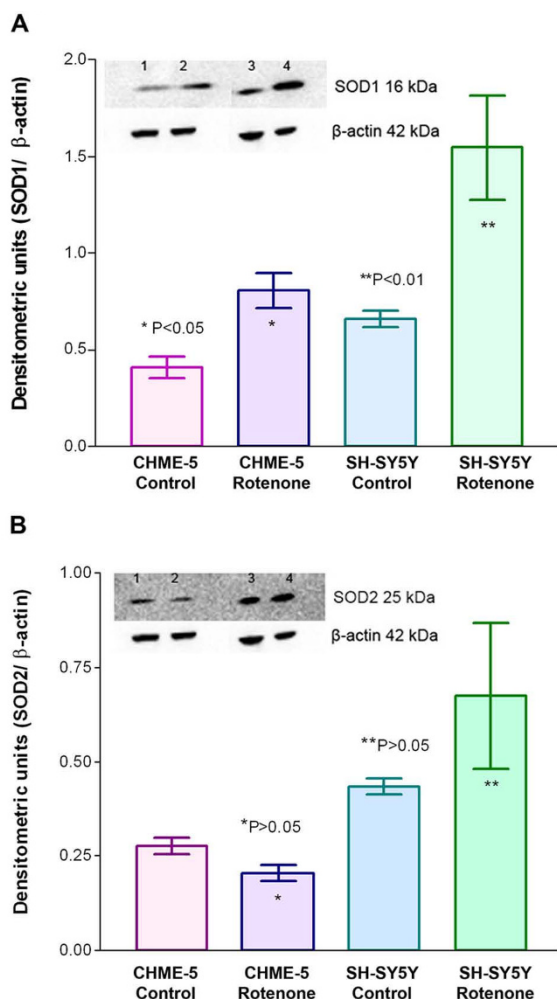 A
Densitometric units (SOD1/ β-actin)
2.0
1.5
1.0
0.5
0.0
1 2 3 4
SOD1 16 kDa
β-actin 42 kDa
* P<0.05
*
**P<0.01
**
CHME-5 Control
CHME-5 Rotenone
SH-SY5Y Control
SH-SY5Y Rotenone
B
Densitometric units (SOD2/ β-actin)
1.00
0.75
0.50
0.25
0.00
1 2 3 4
SOD2 25 kDa
β-actin 42 kDa
*P>0.05
*
**P>0.05
**
CHME-5 Control
CHME-5 Rotenone
SH-SY5Y Control
SH-SY5Y Rotenone